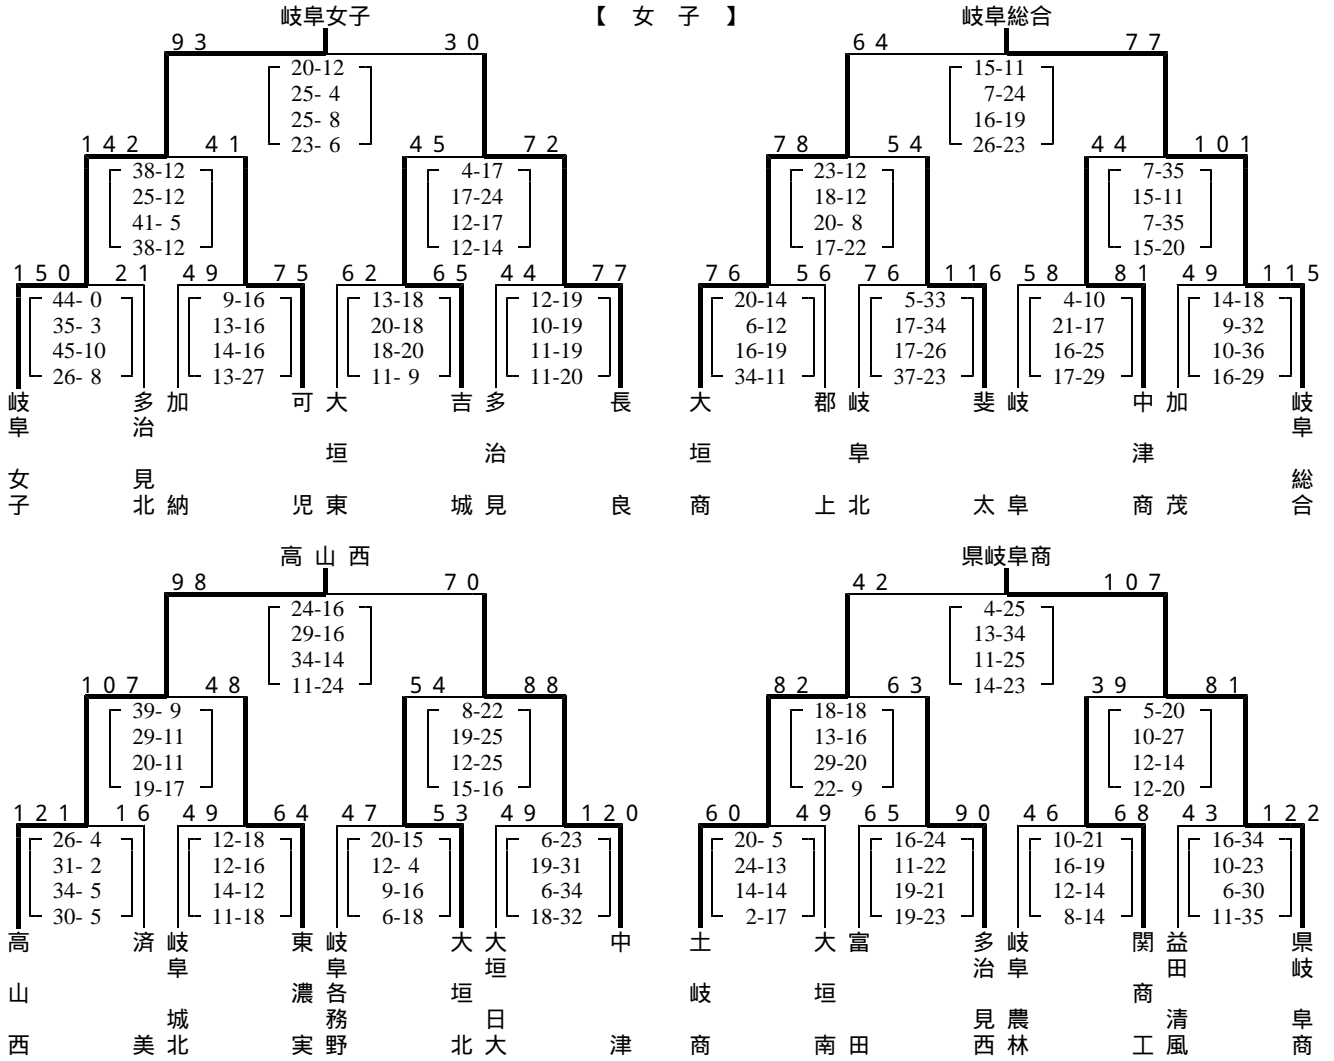 岐阜女子 【 女 子 】 岐阜総合
93 30 64 77
20-12 15-11
25- 4 7-24
25- 8 16-19
23- 6 26-23
142 41 45 72 78 54 44 101
38-12 4-17 23-12 7-35
25-12 17-24 18-12 15-11
41- 5 12-17 20- 8 7-35
38-12 12-14 17-22 15-20
150 21 49 75 62 65 44 77 76 56 76 116 58 81 49 115
44- 0 9-16 13-18 12-19 20-14 5-33 4-10 14-18
35- 3 13-16 20-18 10-19 6-12 17-34 21-17 9-32
45-10 14-16 18-20 11-19 16-19 17-26 16-25 10-36
26- 8 13-27 11- 9 11-20 34-11 37-23 17-29 16-29
岐阜女子 多治見北 加納 可児 大垣東 吉城 多治見 長良 大垣商 郡上 岐阜北 斐太 岐阜 中津商 加茂 岐阜総合
高山西 県岐阜商
98 70 42 107
24-16 4-25
29-16 13-34
34-14 11-25
11-24 14-23
107 48 54 88 82 63 39 81
39- 9 8-22 18-18 5-20
29-11 19-25 13-16 10-27
20-11 12-25 29-20 12-14
19-17 15-16 22- 9 12-20
121 16 49 64 47 53 49 120 60 49 65 90 46 68 43 122
26- 4 12-18 20-15 6-23 20- 5 16-24 10-21 16-34
31- 2 12-16 12- 4 19-31 24-13 11-22 16-19 10-23
34- 5 14-12 9-16 6-34 14-14 19-21 12-14 6-30
30- 5 11-18 6-18 18-32 2-17 19-23 8-14 11-35
高山西 済美 岐阜城北 東濃実 岐阜各務野 大垣北 大垣日大 中津 土岐商 大垣南 富田 多治見西 岐阜農林 関商工 益田清風 県岐阜商